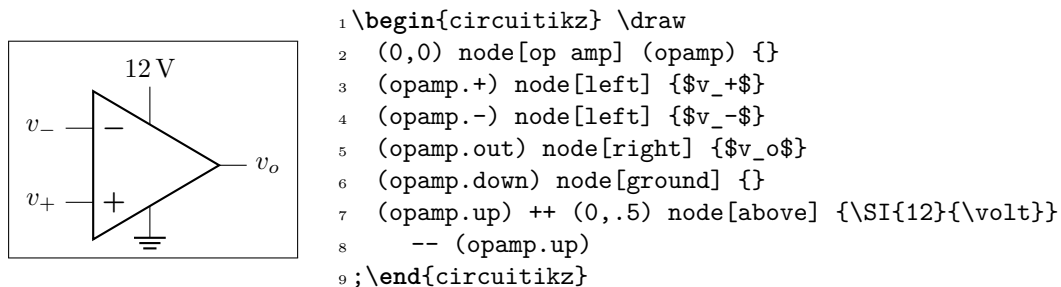 12 V
v₋ −
v₊ +
vₒ
1 \begin{circuitikz} \draw
2 (0,0) node[op amp] (opamp) {}
3 (opamp.+) node[left] {$v_+$}
4 (opamp.-) node[left] {$v_-$}
5 (opamp.out) node[right] {$v_o$}
6 (opamp.down) node[ground] {}
7 (opamp.up) ++ (0,.5) node[above] {\SI{12}{\volt}}
8 -- (opamp.up)
9 ;\end{circuitikz}